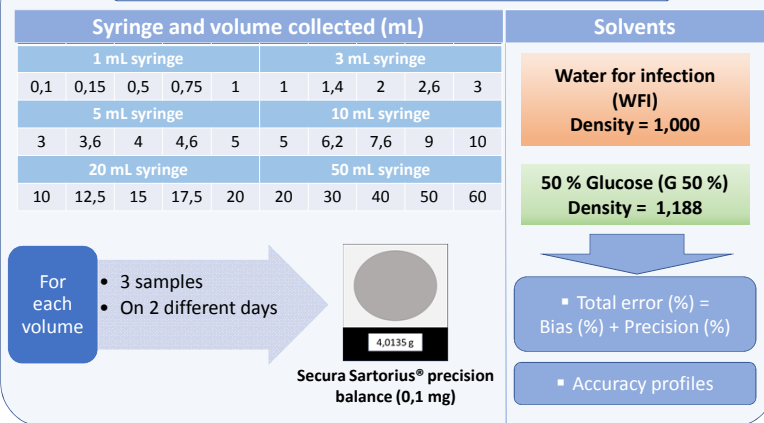 Syringe and volume collected (mL)
1 mL syringe 3 mL syringe
0,1 0,15 0,5 0,75 1 1 1,4 2 2,6 3
5 mL syringe 10 mL syringe
3 3,6 4 4,6 5 5 6,2 7,6 9 10
20 mL syringe 50 mL syringe
10 12,5 15 17,5 20 20 30 40 50 60
For
each
volume
• 3 samples
• On 2 different days
4,0135 g
Secura Sartorius® precision
balance (0,1 mg)
Solvents
Water for infection
(WFI)
Density = 1,000
50 % Glucose (G 50 %)
Density = 1,188
▪ Total error (%) =
Bias (%) + Precision (%)
▪ Accuracy profiles